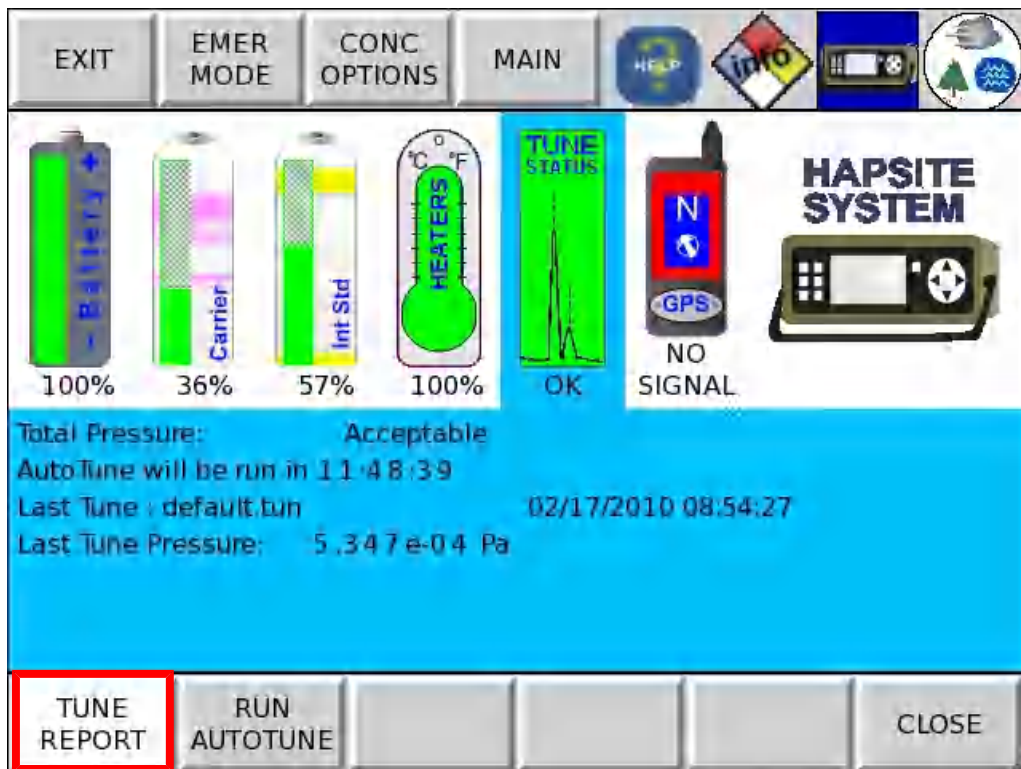 EXIT
EMER
MODE
CONC
OPTIONS
MAIN
HELP
info
- Battery +
100%
Carrier
36%
Int Std
57%
°C °F
HEATERS
100%
TUNE
STATUS
OK
N
GPS
NO
SIGNAL
HAPSITE
SYSTEM
Total Pressure: Acceptable
AutoTune will be run in 11:48:39
Last Tune : default.tun 02/17/2010 08:54:27
Last Tune Pressure: 5.347e-04 Pa
TUNE
REPORT
RUN
AUTOTUNE
CLOSE